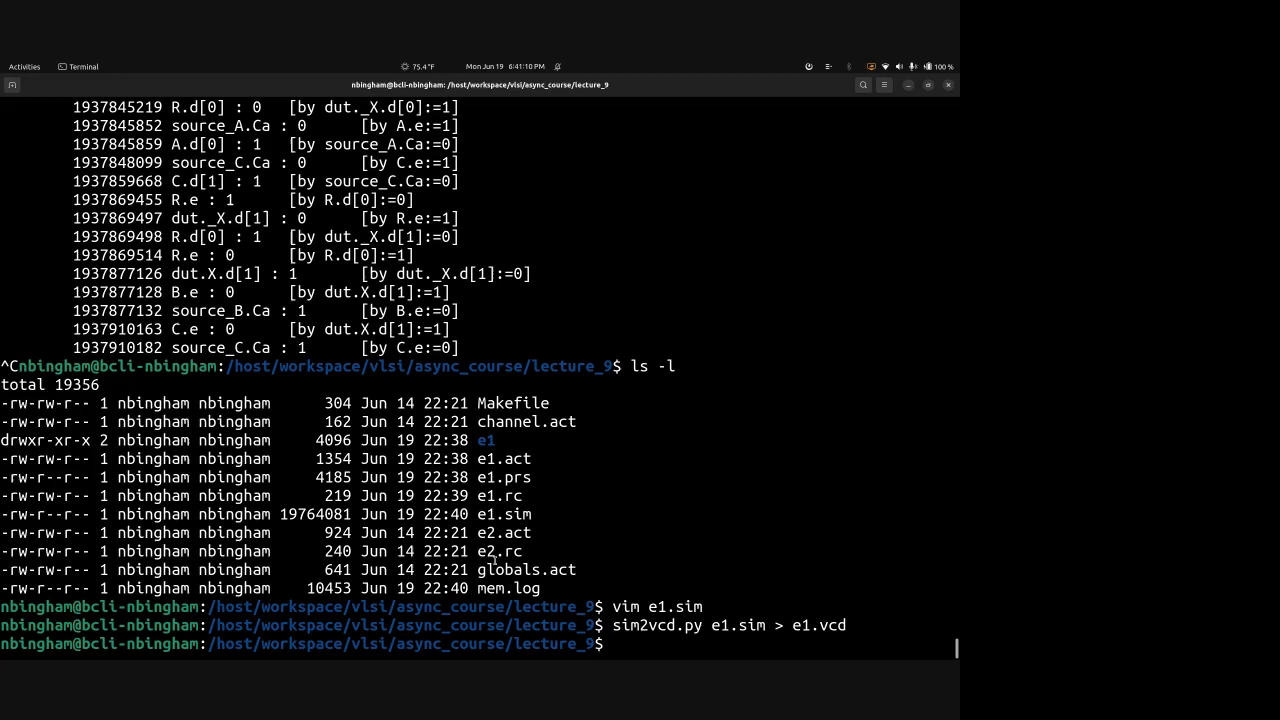 Activities Terminal 75.4 °F Mon Jun 19 6:41:10 PM 100 %
nbingham@bcli-nbingham: /host/workspace/vlsi/async_course/lecture_9
1937845219 R.d[0] : 0 [by dut._X.d[0]:=1]
1937845852 source_A.Ca : 0 [by A.e:=1]
1937845859 A.d[0] : 1 [by source_A.Ca:=0]
1937848099 source_C.Ca : 0 [by C.e:=1]
1937859668 C.d[1] : 1 [by source_C.Ca:=0]
1937869455 R.e : 1 [by R.d[0]:=0]
1937869497 dut._X.d[1] : 0 [by R.e:=1]
1937869498 R.d[0] : 1 [by dut._X.d[1]:=0]
1937869514 R.e : 0 [by R.d[0]:=1]
1937877126 dut.X.d[1] : 1 [by dut._X.d[1]:=0]
1937877128 B.e : 0 [by dut.X.d[1]:=1]
1937877132 source_B.Ca : 1 [by B.e:=0]
1937910163 C.e : 0 [by dut.X.d[1]:=1]
1937910182 source_C.Ca : 1 [by C.e:=0]
^Cnbingham@bcli-nbingham:/host/workspace/vlsi/async_course/lecture_9$ ls -l
total 19356
-rw-rw-r-- 1 nbingham nbingham 304 Jun 14 22:21 Makefile
-rw-rw-r-- 1 nbingham nbingham 162 Jun 14 22:21 channel.act
drwxr-xr-x 2 nbingham nbingham 4096 Jun 19 22:38 e1
-rw-rw-r-- 1 nbingham nbingham 1354 Jun 19 22:38 e1.act
-rw-rw-r-- 1 nbingham nbingham 4185 Jun 19 22:38 e1.prs
-rw-rw-r-- 1 nbingham nbingham 219 Jun 19 22:39 e1.rc
-rw-r--r-- 1 nbingham nbingham 19764081 Jun 19 22:40 e1.sim
-rw-rw-r-- 1 nbingham nbingham 924 Jun 14 22:21 e2.act
-rw-rw-r-- 1 nbingham nbingham 240 Jun 14 22:21 e2.rc
-rw-rw-r-- 1 nbingham nbingham 641 Jun 14 22:21 globals.act
-rw-rw-r-- 1 nbingham nbingham 10453 Jun 19 22:40 mem.log
nbingham@bcli-nbingham:/host/workspace/vlsi/async_course/lecture_9$ vim e1.sim
nbingham@bcli-nbingham:/host/workspace/vlsi/async_course/lecture_9$ sim2vcd.py e1.sim > e1.vcd
nbingham@bcli-nbingham:/host/workspace/vlsi/async_course/lecture_9$